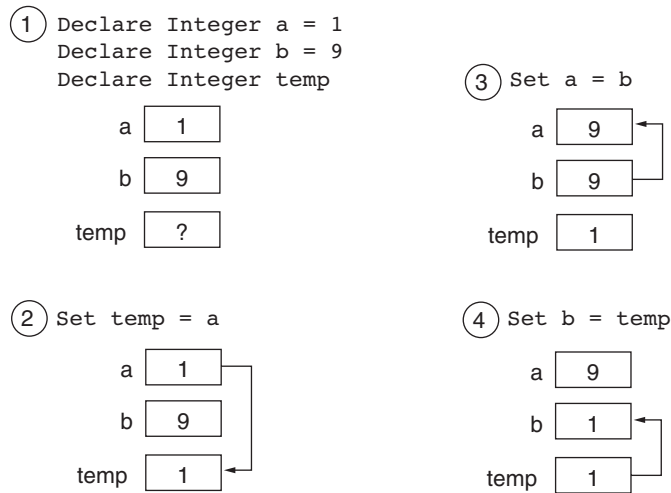 1 Declare Integer a = 1
Declare Integer b = 9
Declare Integer temp
a 1
b 9
temp ?
2 Set temp = a
a 1
b 9
temp 1
3 Set a = b
a 9
b 9
temp 1
4 Set b = temp
a 9
b 1
temp 1